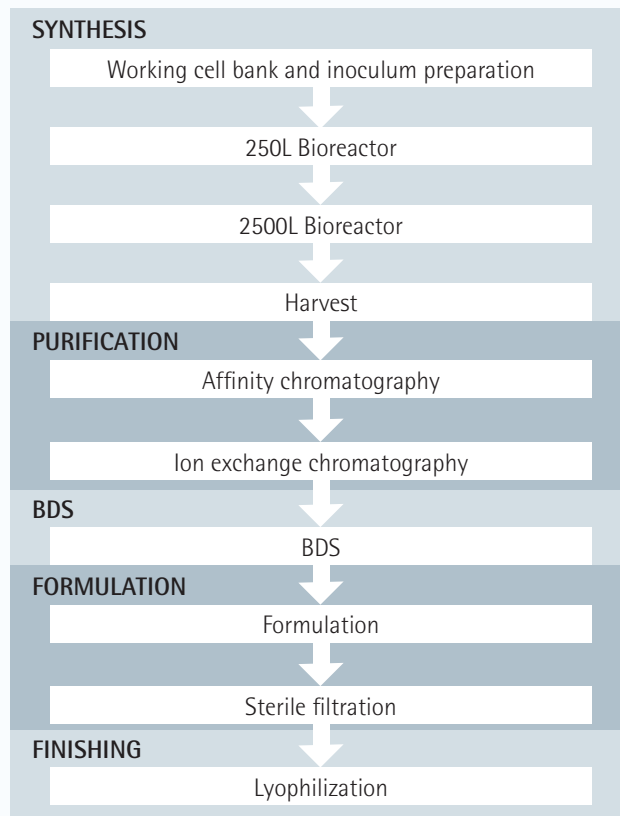 SYNTHESIS
Working cell bank and inoculum preparation
250L Bioreactor
2500L Bioreactor
Harvest
PURIFICATION
Affinity chromatography
Ion exchange chromatography
BDS
BDS
FORMULATION
Formulation
Sterile filtration
FINISHING
Lyophilization